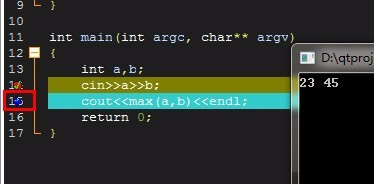 9 }
10
11 int main(int argc, char** argv)
12 {
13 int a,b;
14 cin>>a>>b;
15 cout<<max(a,b)<<endl;
16 return 0;
17 }
D:\qtproj
23 45